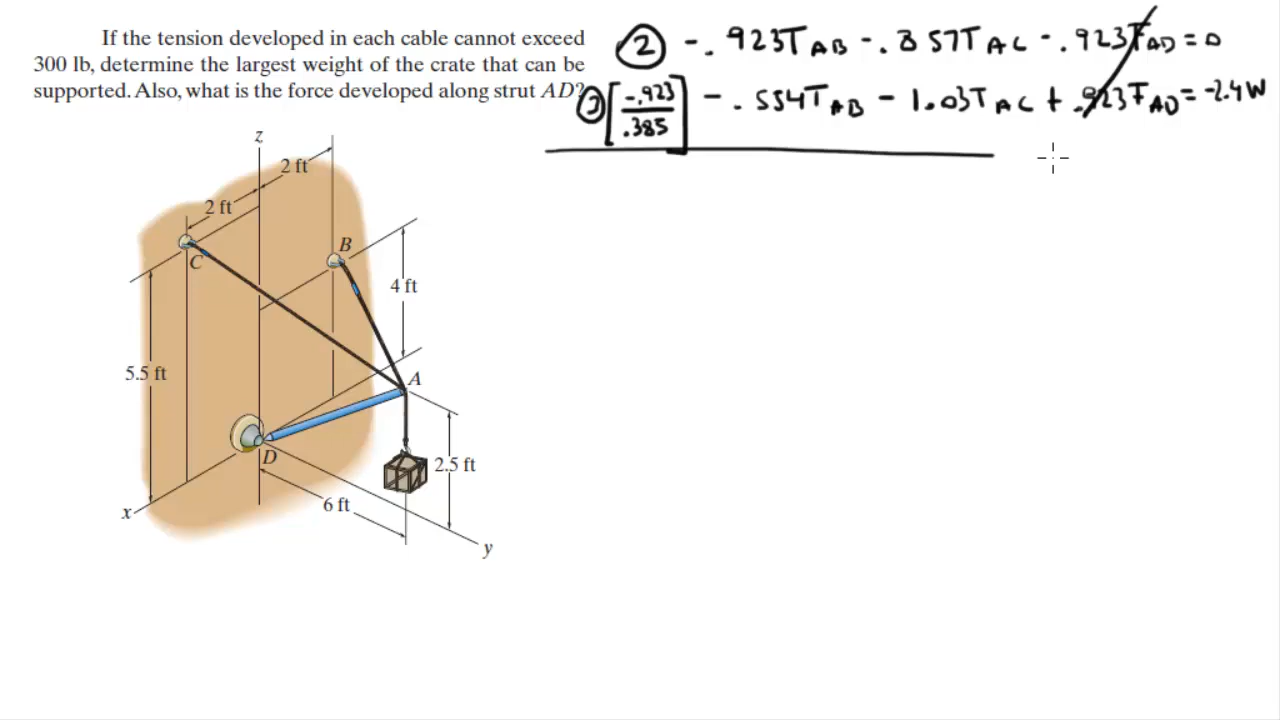 If the tension developed in each cable cannot exceed
300 lb, determine the largest weight of the crate that can be
supported. Also, what is the force developed along strut AD?
② -.923T_AB -.857T_AC -.923F_AD = 0
③ [-.923/.385] -.554T_AB - 1.03T_AC + .923F_AD = -2.4W
z
2 ft
2 ft
B
C
4 ft
5.5 ft
A
D
2.5 ft
6 ft
x
y